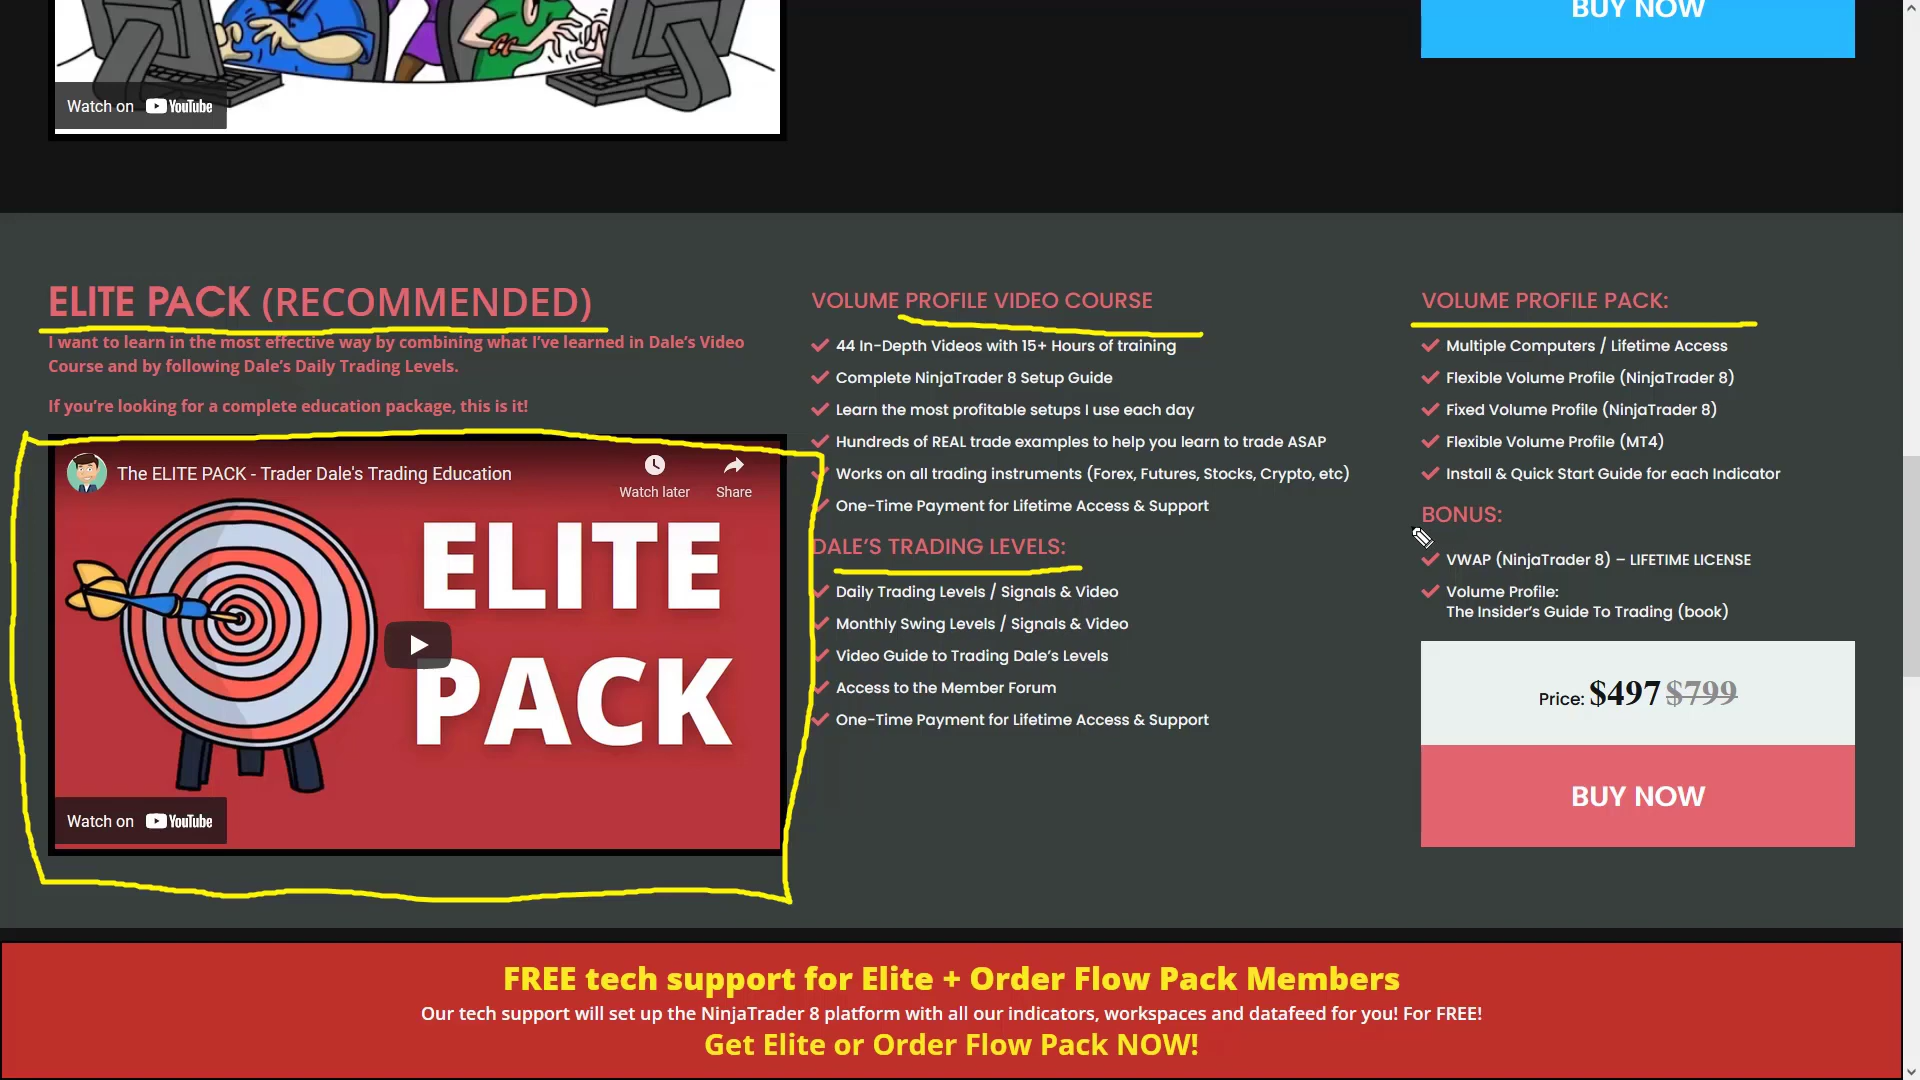 BUY NOW
Watch on YouTube
ELITE PACK (RECOMMENDED)
I want to learn in the most effective way by combining what I've learned in Dale's Video
Course and by following Dale's Daily Trading Levels.
If you're looking for a complete education package, this is it!
The ELITE PACK - Trader Dale's Trading Education
Watch later
Share
ELITE
PACK
Watch on YouTube
VOLUME PROFILE VIDEO COURSE
44 In-Depth Videos with 15+ Hours of training
Complete NinjaTrader 8 Setup Guide
Learn the most profitable setups I use each day
Hundreds of REAL trade examples to help you learn to trade ASAP
Works on all trading instruments (Forex, Futures, Stocks, Crypto, etc)
One-Time Payment for Lifetime Access & Support
DALE'S TRADING LEVELS:
Daily Trading Levels / Signals & Video
Monthly Swing Levels / Signals & Video
Video Guide to Trading Dale's Levels
Access to the Member Forum
One-Time Payment for Lifetime Access & Support
VOLUME PROFILE PACK:
Multiple Computers / Lifetime Access
Flexible Volume Profile (NinjaTrader 8)
Fixed Volume Profile (NinjaTrader 8)
Flexible Volume Profile (MT4)
Install & Quick Start Guide for each Indicator
BONUS:
VWAP (NinjaTrader 8) – LIFETIME LICENSE
Volume Profile:
The Insider's Guide To Trading (book)
Price: $497 $799
BUY NOW
FREE tech support for Elite + Order Flow Pack Members
Our tech support will set up the NinjaTrader 8 platform with all our indicators, workspaces and datafeed for you! For FREE!
Get Elite or Order Flow Pack NOW!